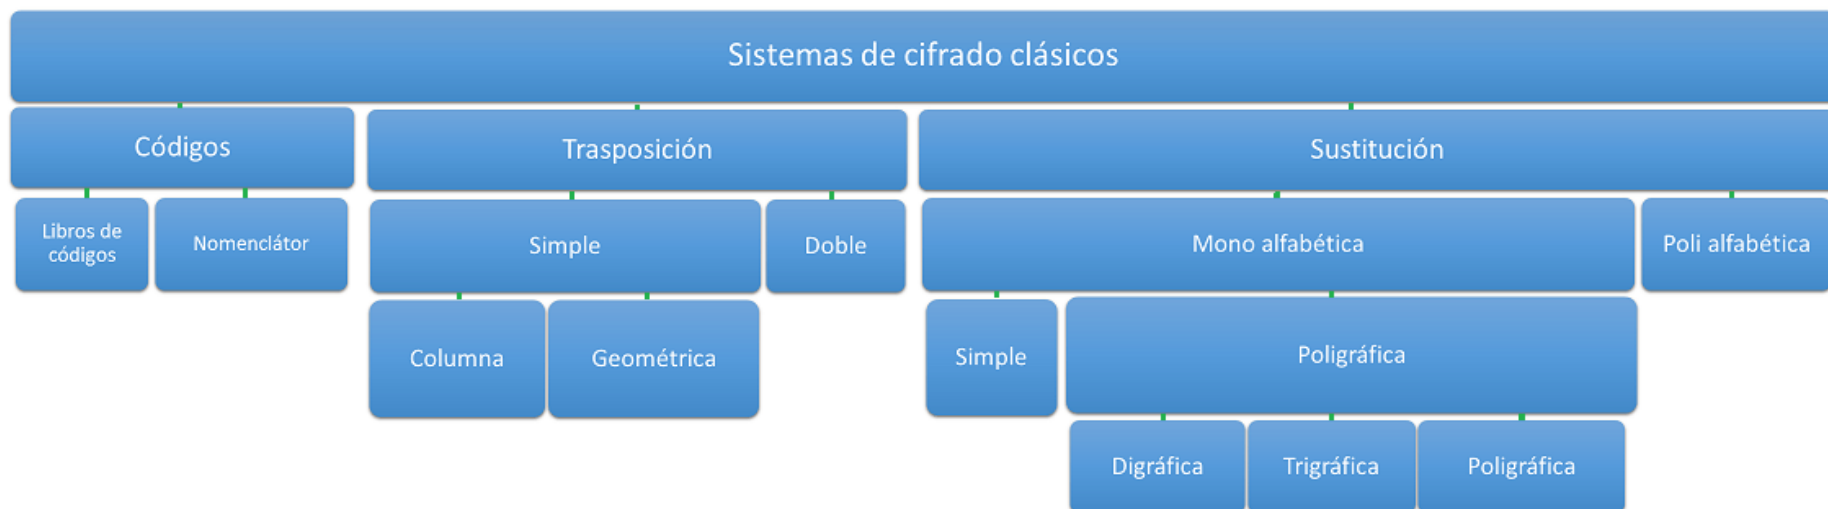 Sistemas de cifrado clásicos
Códigos
Trasposición
Sustitución
Libros de
códigos
Nomenclátor
Simple
Doble
Mono alfabética
Poli alfabética
Columna
Geométrica
Simple
Poligráfica
Digráfica
Trigráfica
Poligráfica